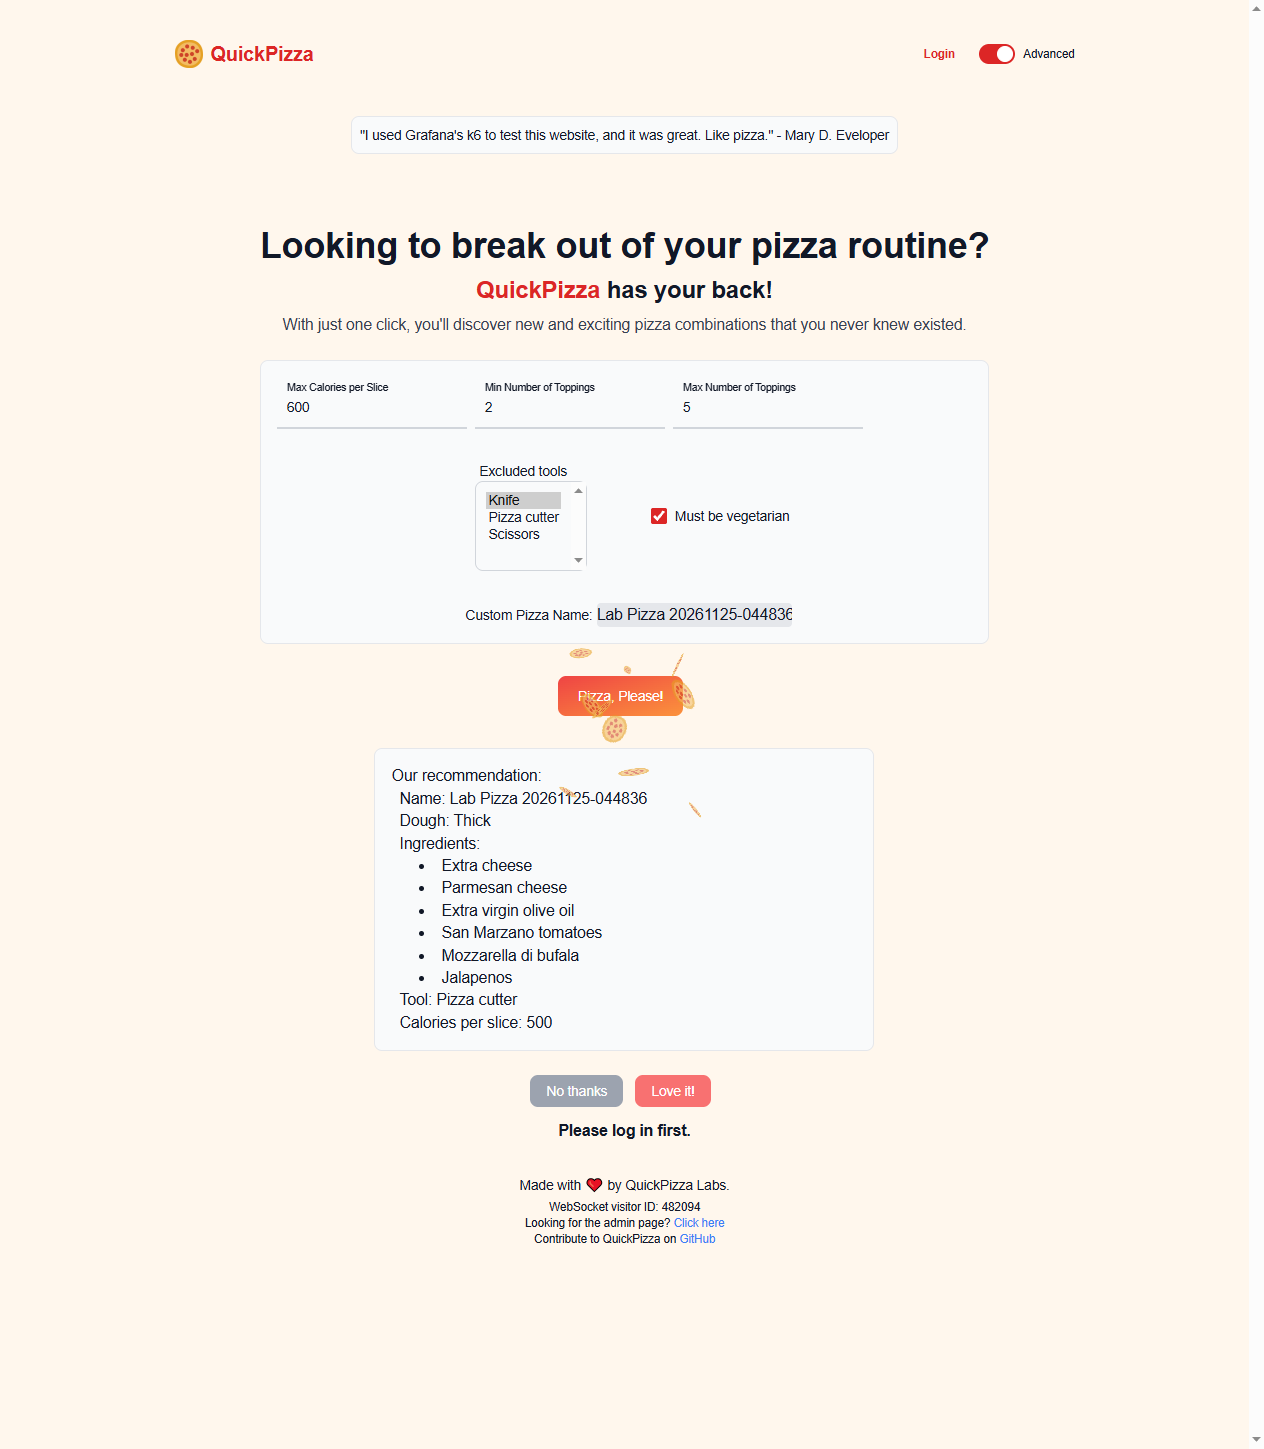 QuickPizza
Login
Advanced
"I used Grafana's k6 to test this website, and it was great. Like pizza." - Mary D. Eveloper
Looking to break out of your pizza routine?
QuickPizza has your back!
With just one click, you'll discover new and exciting pizza combinations that you never knew existed.
Max Calories per Slice
600
Min Number of Toppings
2
Max Number of Toppings
5
Excluded tools
Knife
Pizza cutter
Scissors
Must be vegetarian
Custom Pizza Name: Lab Pizza 20261125-044836
Pizza, Please!
Our recommendation:
Name: Lab Pizza 20261125-044836
Dough: Thick
Ingredients:
Extra cheese
Parmesan cheese
Extra virgin olive oil
San Marzano tomatoes
Mozzarella di bufala
Jalapenos
Tool: Pizza cutter
Calories per slice: 500
No thanks
Love it!
Please log in first.
Made with ❤ by QuickPizza Labs.
WebSocket visitor ID: 482094
Looking for the admin page? Click here
Contribute to QuickPizza on GitHub